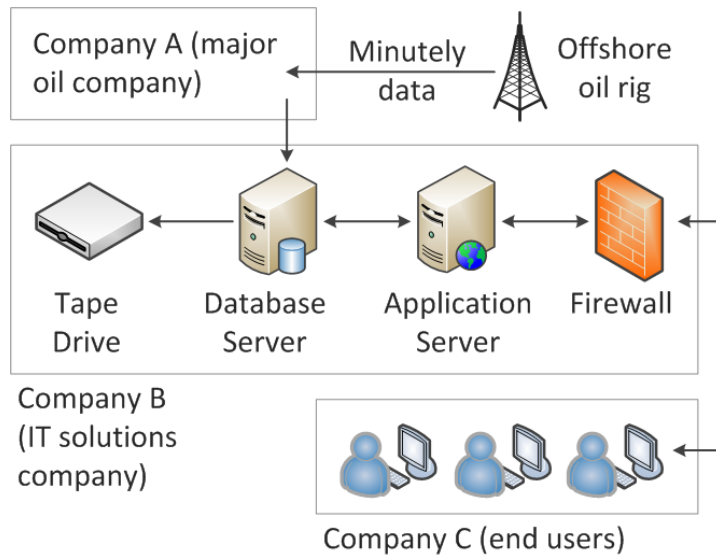 Company A (major
oil company)
Minutely
data
Offshore
oil rig
Tape
Drive
Database
Server
Application
Server
Firewall
Company B
(IT solutions
company)
Company C (end users)